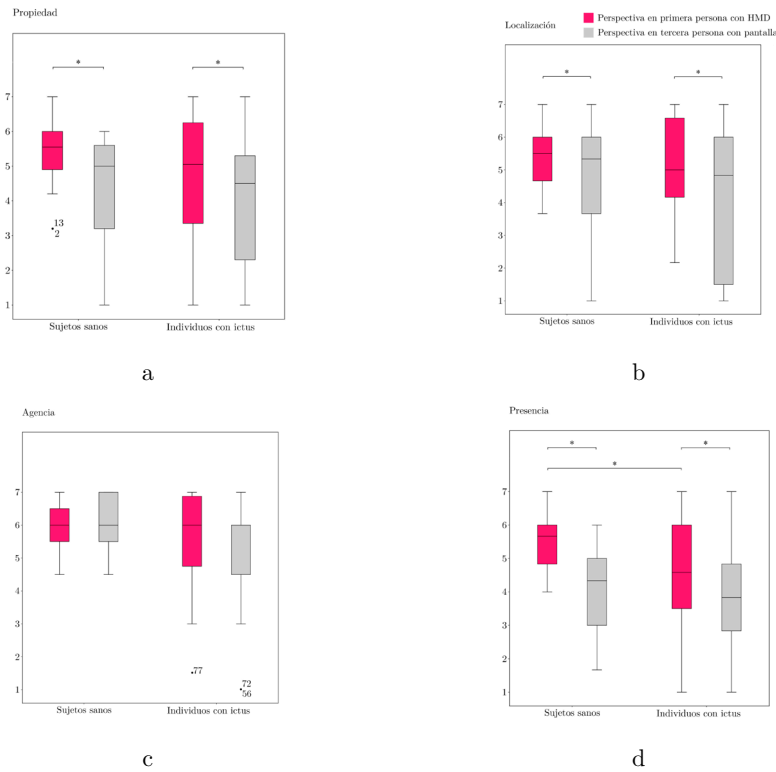 Propiedad
*
*
7
6
5
4
3
2
1
13
2
Sujetos sanos
Individuos con ictus
a
Localización
Perspectiva en primera persona con HMD
Perspectiva en tercera persona con pantalla
*
*
7
6
5
4
3
2
1
Sujetos sanos
Individuos con ictus
b
Agencia
7
6
5
4
3
2
1
77
72
56
Sujetos sanos
Individuos con ictus
c
Presencia
*
*
*
7
6
5
4
3
2
1
Sujetos sanos
Individuos con ictus
d